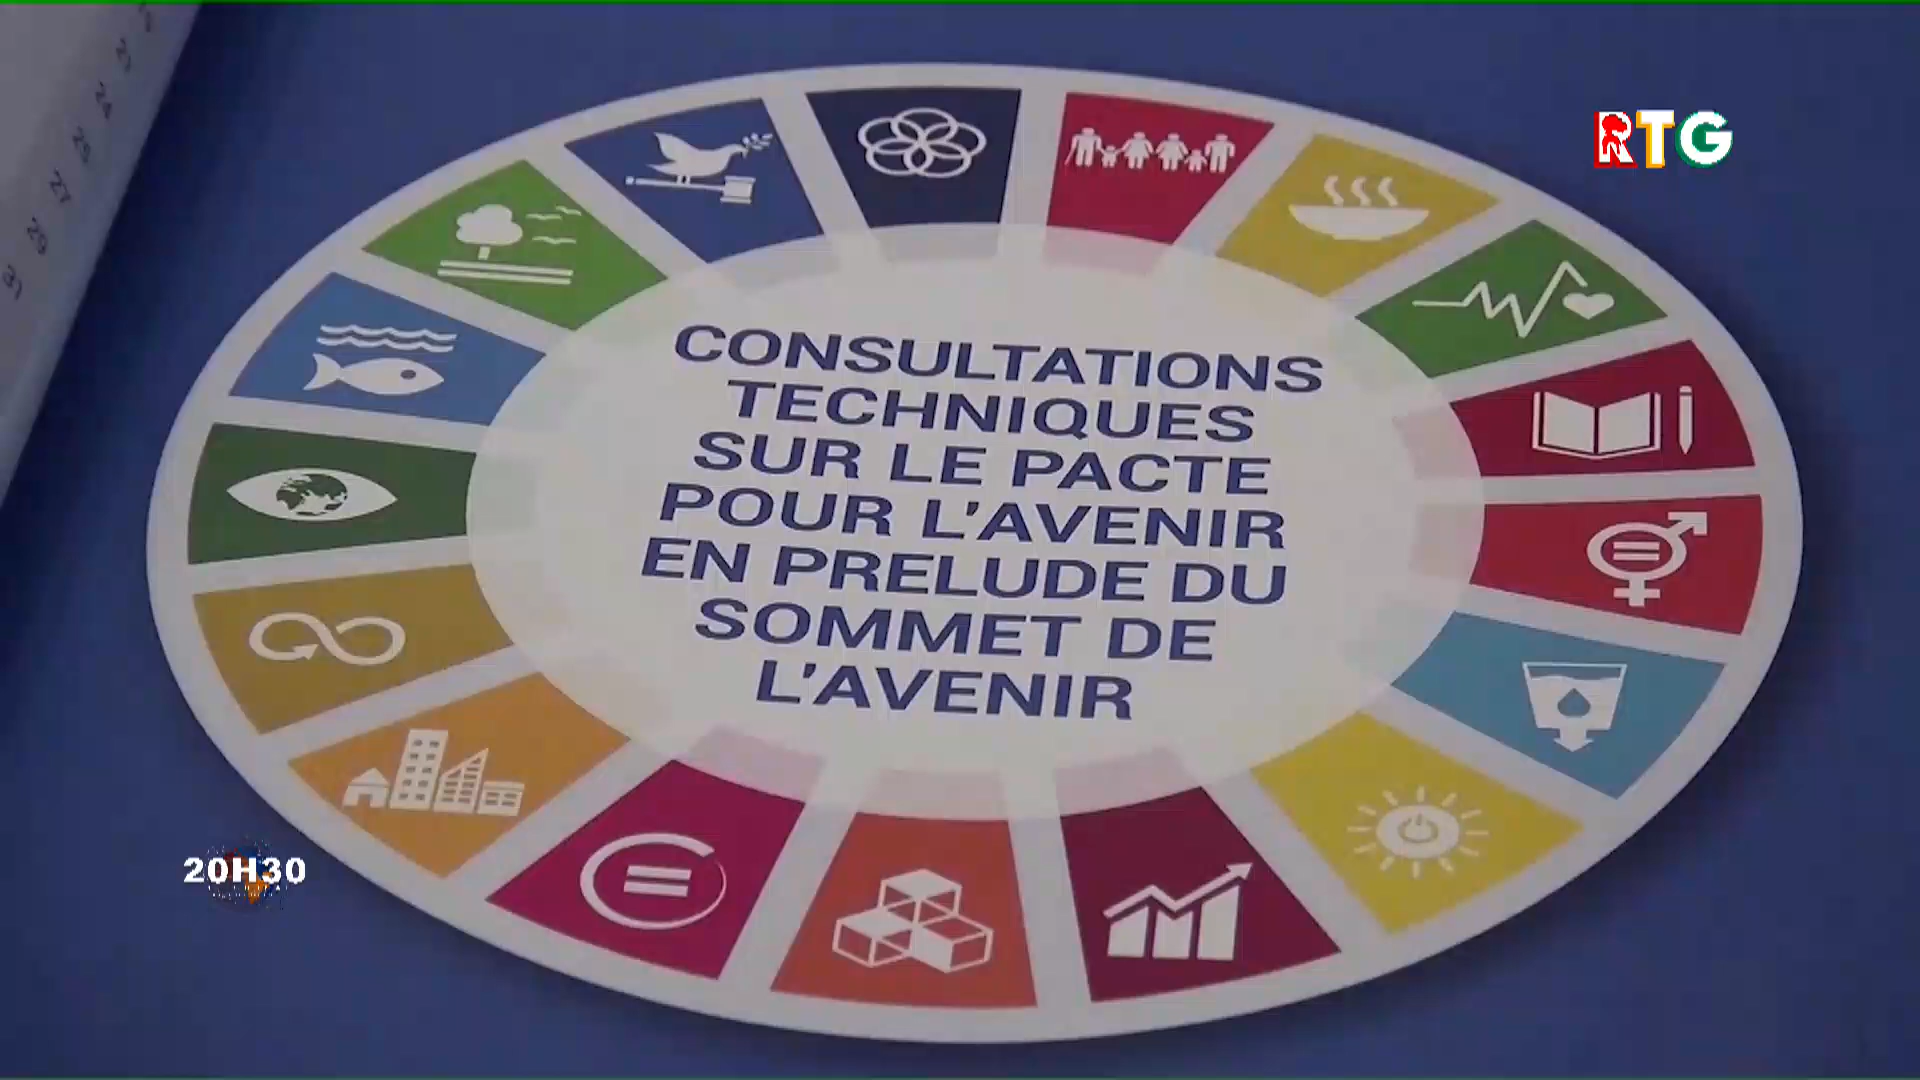 RTG
CONSULTATIONS
TECHNIQUES
SUR LE PACTE
POUR L'AVENIR
EN PRELUDE DU
SOMMET DE
L'AVENIR
20H30